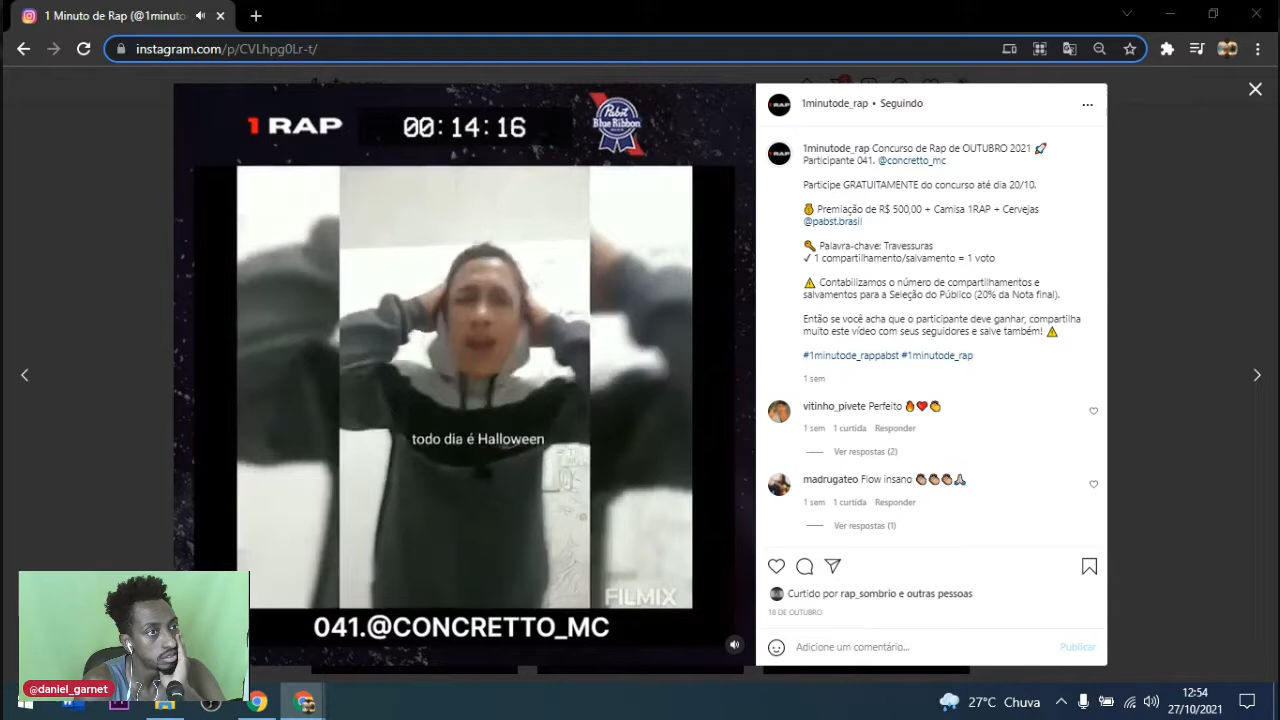 1 Minuto de Rap (@1minuto
instagram.com/p/CVLhpg0Lr-t/
1RAP
00:14:16
Pabst
Blue Ribbon
todo dia é Halloween
FILMIX
041.@CONCRETTO_MC
@daniel_garnet
1minutode_rap • Seguindo
1minutode_rap Concurso de Rap de OUTUBRO 2021 🚀
Participante 041. @concretto_mc
Participe GRATUITAMENTE do concurso até dia 20/10.
🏅 Premiação de R$ 500,00 + Camisa 1RAP + Cervejas
@pabst.brasil
🔑 Palavra-chave: Travessuras
✓ 1 compartilhamento/salvamento = 1 voto
⚠ Contabilizamos o número de compartilhamentos e
salvamentos para a Seleção do Público (20% da Nota final).
Então se você acha que o participante deve ganhar, compartilha
muito este vídeo com seus seguidores e salve também! ⚠
#1minutode_rappabst #1minutode_rap
1 sem
vitinho_pivete Perfeito 🔥❤👏
1 sem 1 curtida Responder
Ver respostas (2)
madrugateo Flow insano 👏🏽👏🏽👏🏽🙏🏻
1 sem 1 curtida Responder
Ver respostas (1)
Curtido por rap_sombrio e outras pessoas
16 DE OUTUBRO
Adicione um comentário...
Publicar
27°C Chuva
12:54
27/10/2021